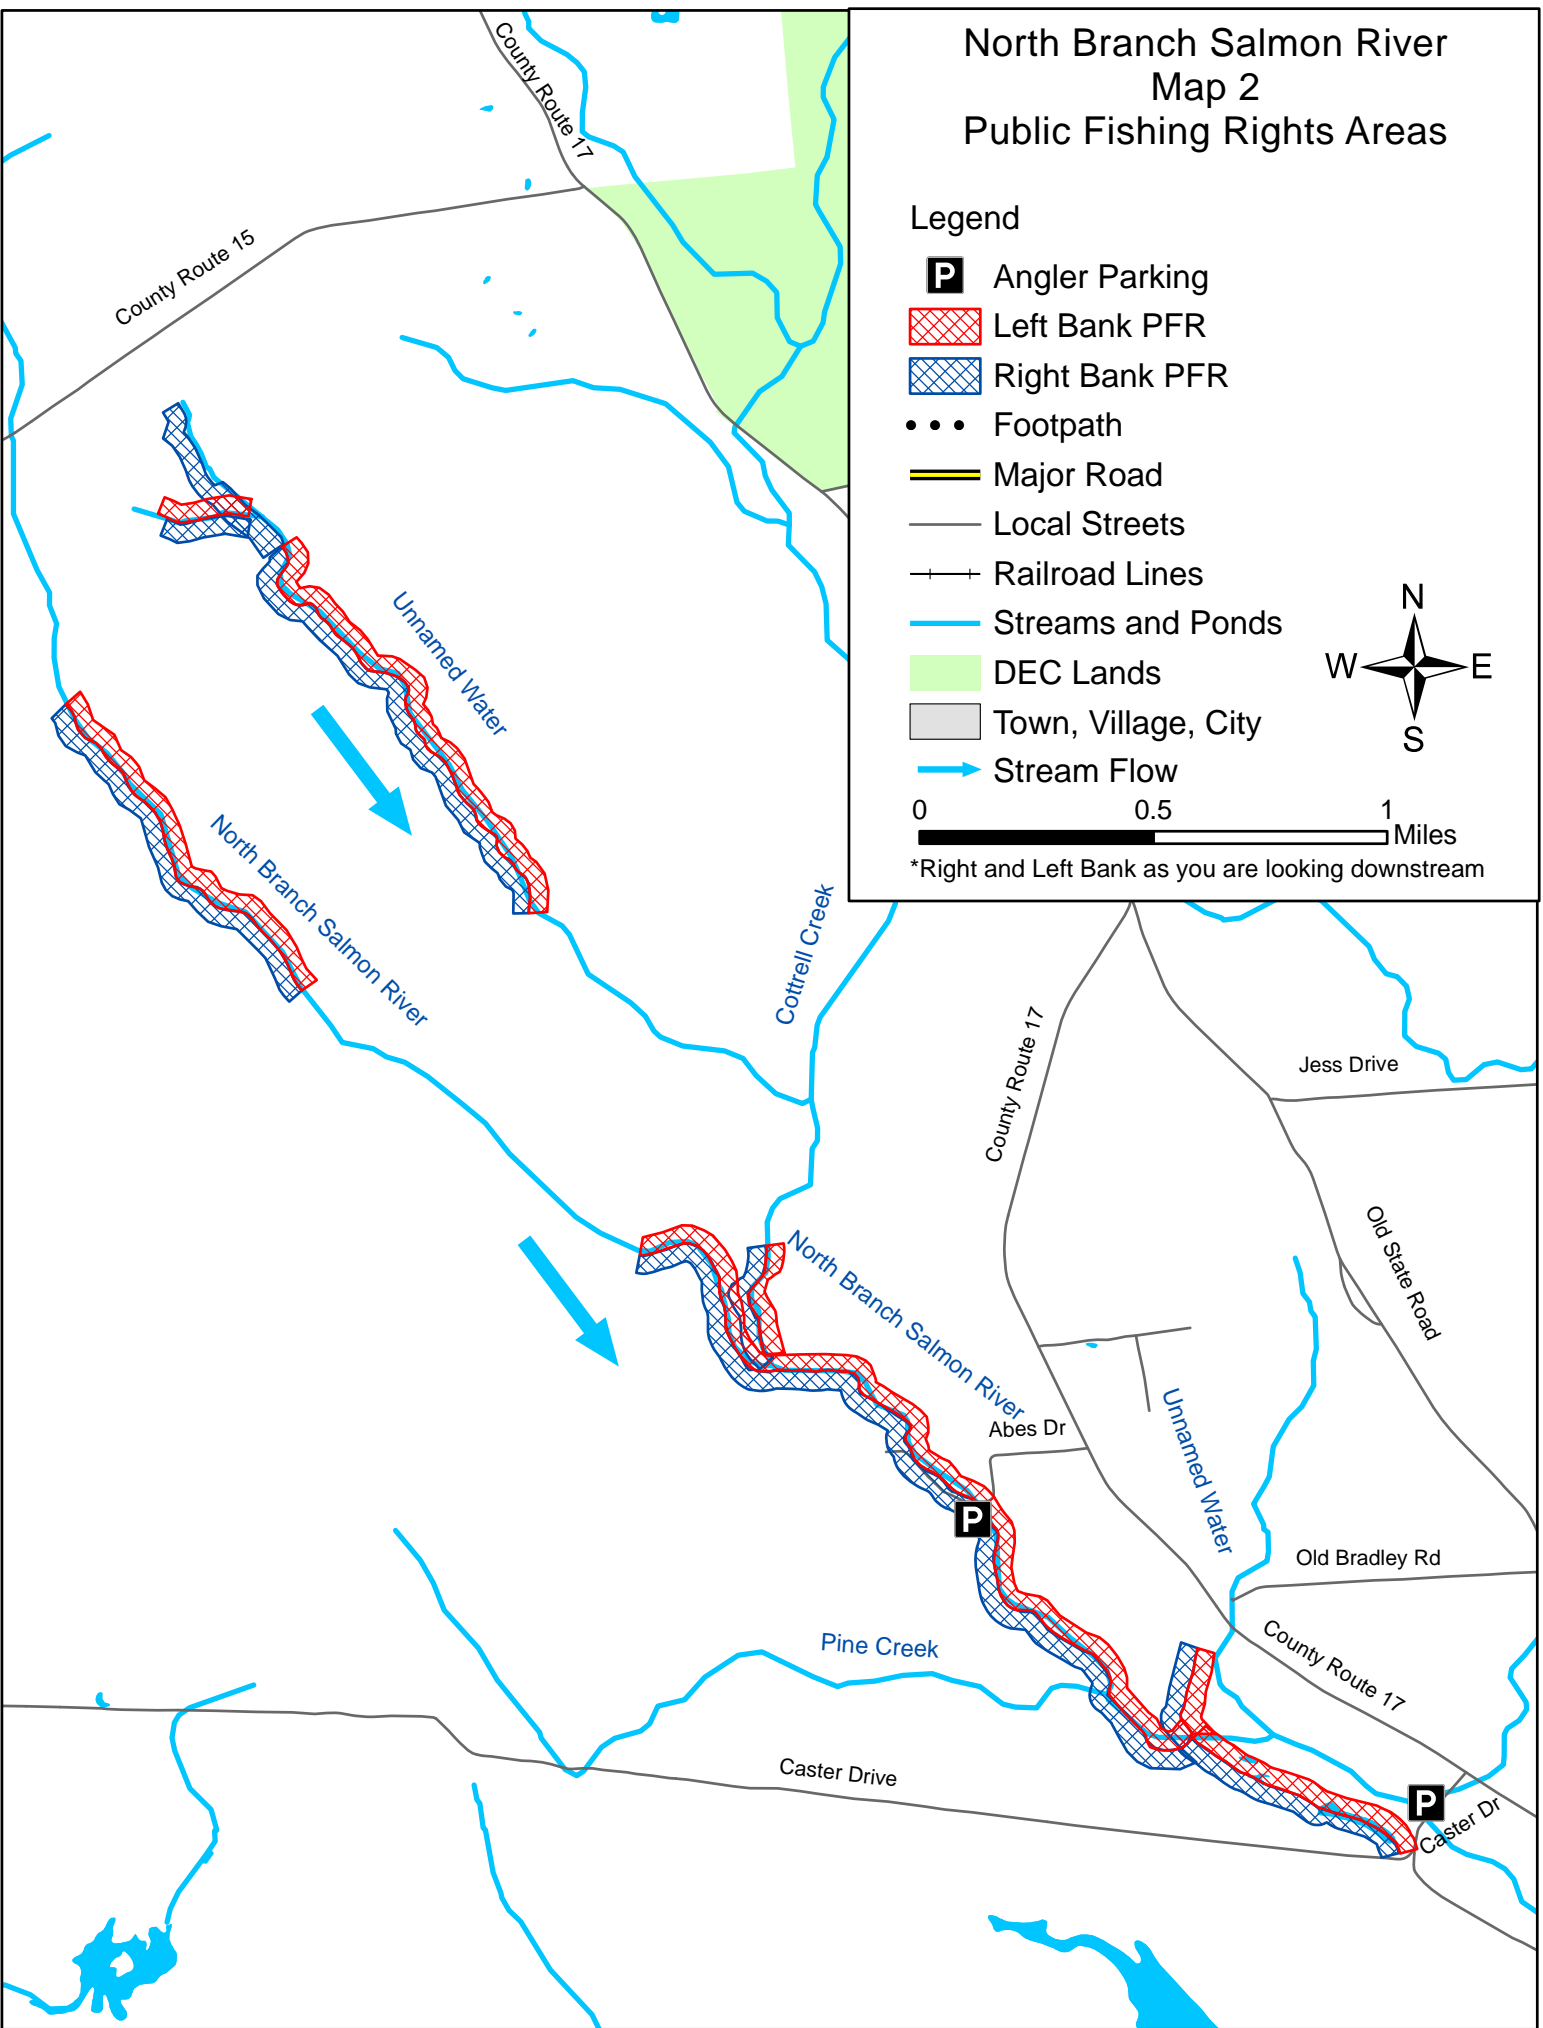 North Branch Salmon River
Map 2
Public Fishing Rights Areas
Legend
P Angler Parking
Left Bank PFR
Right Bank PFR
Footpath
Major Road
Local Streets
Railroad Lines
Streams and Ponds
DEC Lands
Town, Village, City
Stream Flow
N
W E
S
0 0.5 1
Miles
*Right and Left Bank as you are looking downstream
County Route 17
County Route 15
Unnamed Water
North Branch Salmon River
Cottrell Creek
County Route 17
Jess Drive
Old State Road
North Branch Salmon River
Abes Dr
Unnamed Water
P
Old Bradley Rd
Pine Creek
County Route 17
Caster Drive
P
Caster Dr